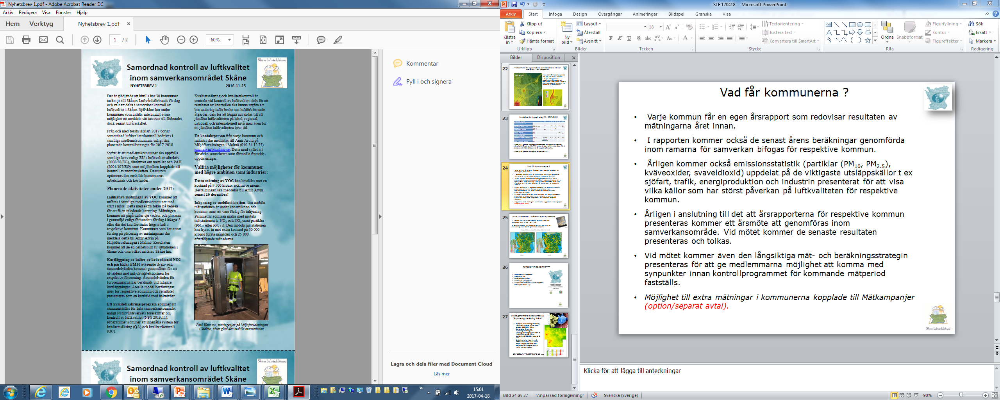 Nyhetsbrev 1.pdf - Adobe Acrobat Reader DC
Arkiv Redigera Visa Fönster Hjälp
Hem Verktyg Nyhetsbrev 1.pdf ×
1 / 2 60%
Samordnad kontroll av luftkvalitet
inom samverkansområdet Skåne
NYHETSBREV 1 2016-11-25
Skånes Luftvårdsförbund
Det är glädjande att hittills har 30 kommuner
tackat ja till Skånes Luftvårdsförbunds förslag
och valt att delta i samordnat kontroll av
luftkvalitet i Skåne. Självklart har andra
kommuner som hittills inte hunnit svara
möjlighet att meddela sitt intresse till förbundet
dock senast till årsskiftet.
Från och med första januari 2017 börjar
samordnad luftkvalitetskontroll bedrivas i
samtliga medlemskommuner enligt den
planerade kontrollstrategin för 2017-2018.
Syftet är att medlemskommuner ska uppfylla
samtliga krav enligt EU:s luftkvalitetsdirektiv
(2008/50/EG), direktivet om metaller och PAH
(2004/107/EG) samt miljöbalken kopplade till
kontroll av utomhusluften. Dessutom
optimeras den enskilda kommunens
arbetsinsats och kostnader.
Planerade aktiviteter under 2017:
Indikativa mätningar av VOC kommer att
utföras i samtliga medlemskommuner med
start i mars. Detta med extra fokus på bensen
för att få en inledande kartering. Mätningen
kommer att pågå under sju veckor och placeras
i gatumiljö enligt förbundets förslag i bilaga 1
eller där det kan förväntas högsta halt i
respektive kommun. Kommuner som har annat
förslag på placering av mätningarna ska
meddela detta till Amir Arvin på
Miljöförvaltningen i Malmö. Resultaten
kommer att ge en helhetsbild av situationen i
Skåne och visa vilket mätkrav Skåne har.
Kartläggning av halter av kvävedioxid NO2
och partiklar PM10 avseende dygn- och
timmedelvärden kommer genomföras för att
utvärdera mot miljökvalitetsnormen för
respektive förorening. Årsmedelvärden för
föroreningarna har beräknats vid tidigare
kartläggningar. Areella modellberäkningar
görs för respektive kommun och resultatet
presenteras som en kartbild med haltnivåer.
Ett kvalitetssäkringsprogram kommer att
sammanställas för hela samverkansområdet
enligt Naturvårdsverkets föreskrifter om
kontroll av luftkvalitet (NFS 2013:11).
Programmet kommer att innehålla system för
kvalitetssäkring (QA) och kvalitetskontroll
(QC).
Kvalitetssäkring och kvalitetskontroll är
centrala vid kontroll av luftkvalitet, dels för att
resultatet av kontrollen ska kunna utgöra ett
bra underlag inför beslut om luftförbättrande
åtgärder, dels för att kunna användas till att
jämföra luftkvaliteten på lokal, regional,
nationell och internationell nivå men även för
att jämföra luftkvaliteten över tid.
En kontaktperson från varje kommun och
industri ska meddelas till Amir Arvin på
Miljöförvaltningen i Malmö (040-34 12 75)
amir.arvin@malmo.se. Detta med syftet att
förstärka samarbetet samt förmedla framtida
uppdateringar.
Valfria möjligheter för kommuner
med högre ambition samt industrier:
Extra mätning av VOC kan beställas mot en
kostnad på 9 500 kronor exklusive moms.
Beställningen ska meddelas till Amir Arvin
senast 16 december!
Inhyrning av mobilmätstation: den mobila
mätstationen är under konstruktion och
kommer snart att vara färdig för inhyrning.
Parametrar som kan mätas med mobila
mätstationen är NOX och NO2 samt partiklar
(PM10 eller PM 2,5). Den mobila mätstationen
kan hyras in mot extra kostnad på 50 000
kronor första månaden och 25 000
efterföljande månaderna.
Paul Hansson, mätingenjör på Miljöförvaltningen
i Malmö, visar glad den mobila mätstationen.
Samordnad kontroll av luftkvalitet
inom samverkansområdet Skåne
Skånes Luftvårdsförbund
Kommentar
Fyll i och signera
Lagra och dela filer med Document Cloud
Läs mer
15:01
2017-04-18
SLF 170418 - Microsoft PowerPoint
Arkiv Start Infoga Design Övergångar Animeringar Bildspel Granska Visa
Klistra in
Klipp ut
Kopiera
Hämta format
Urklipp
Ny bild
Layout
Återställ
Avsnitt
Bilder
18
F K U S abc AV Aa A
Tecken
Textorientering
Justera text
Konvertera till SmartArt
Stycke
Ordna
Snabbformat
Figurfyllning
Kontur
Figureffekter
Rita
Sök
Ersätt
Markera
Redigering
Bilder Disposition
22
23
Modellberäkningsstrategi för 2017-2021
24
Vad får kommunerna ?
25
26
Fördelar med samverkan
27
Studie genomförd med Skånes EDB
"Exponerings beräkning Skåne"
Vad får kommunerna ?
• Varje kommun får en egen årsrapport som redovisar resultaten av
mätningarna året innan.
• I rapporten kommer också de senast årens beräkningar genomförda
inom ramarna för samverkan bifogas för respektive kommun.
• Årligen kommer också emissionsstatistik (partiklar (PM10, PM2.5),
kväveoxider, svaveldioxid) uppdelat på de viktigaste utsläppskällor t ex
sjöfart, trafik, energiproduktion och industrin presenterat för att visa
vilka källor som har störst påverkan på luftkvaliteten för respektive
kommun.
• Årligen i anslutning till det att årsrapporterna för respektive kommun
presenteras kommer ett årsmöte att genomföras inom
samverkansområde. Vid mötet kommer de senaste resultaten
presenteras och tolkas.
• Vid mötet kommer även den långsiktiga mät- och beräkningsstrategin
presenteras för att ge medlemmarna möjlighet att komma med
synpunkter innan kontrollprogrammet för kommande mätperiod
fastställs.
• Möjlighet till extra mätningar i kommunerna kopplade till Mätkampanjer
(option/separat avtal).
Skånes Luftvårdsförbund
Klicka för att lägga till anteckningar
Bild 24 av 27 "Anpassad formgivning" Svenska (Sverige) 90%